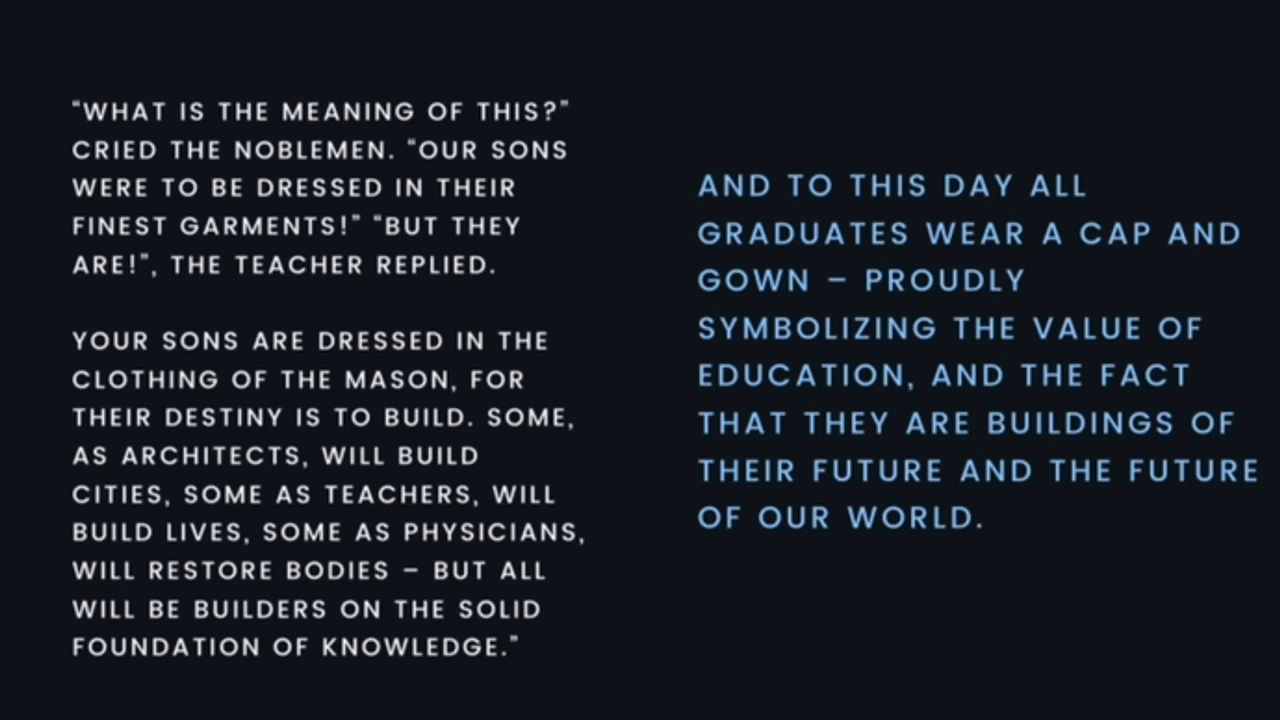 “WHAT IS THE MEANING OF THIS?”
CRIED THE NOBLEMEN. “OUR SONS
WERE TO BE DRESSED IN THEIR
FINEST GARMENTS!” “BUT THEY
ARE!”, THE TEACHER REPLIED.
YOUR SONS ARE DRESSED IN THE
CLOTHING OF THE MASON, FOR
THEIR DESTINY IS TO BUILD. SOME,
AS ARCHITECTS, WILL BUILD
CITIES, SOME AS TEACHERS, WILL
BUILD LIVES, SOME AS PHYSICIANS,
WILL RESTORE BODIES – BUT ALL
WILL BE BUILDERS ON THE SOLID
FOUNDATION OF KNOWLEDGE.”
AND TO THIS DAY ALL
GRADUATES WEAR A CAP AND
GOWN – PROUDLY
SYMBOLIZING THE VALUE OF
EDUCATION, AND THE FACT
THAT THEY ARE BUILDINGS OF
THEIR FUTURE AND THE FUTURE
OF OUR WORLD.